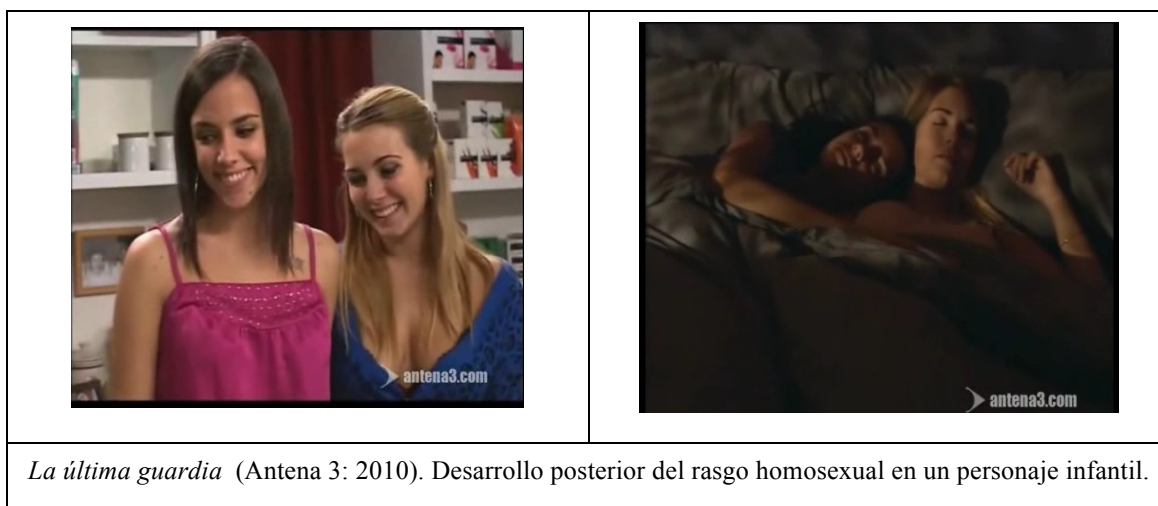 antena3.com
antena3.com
La última guardia (Antena 3: 2010). Desarrollo posterior del rasgo homosexual en un personaje infantil.